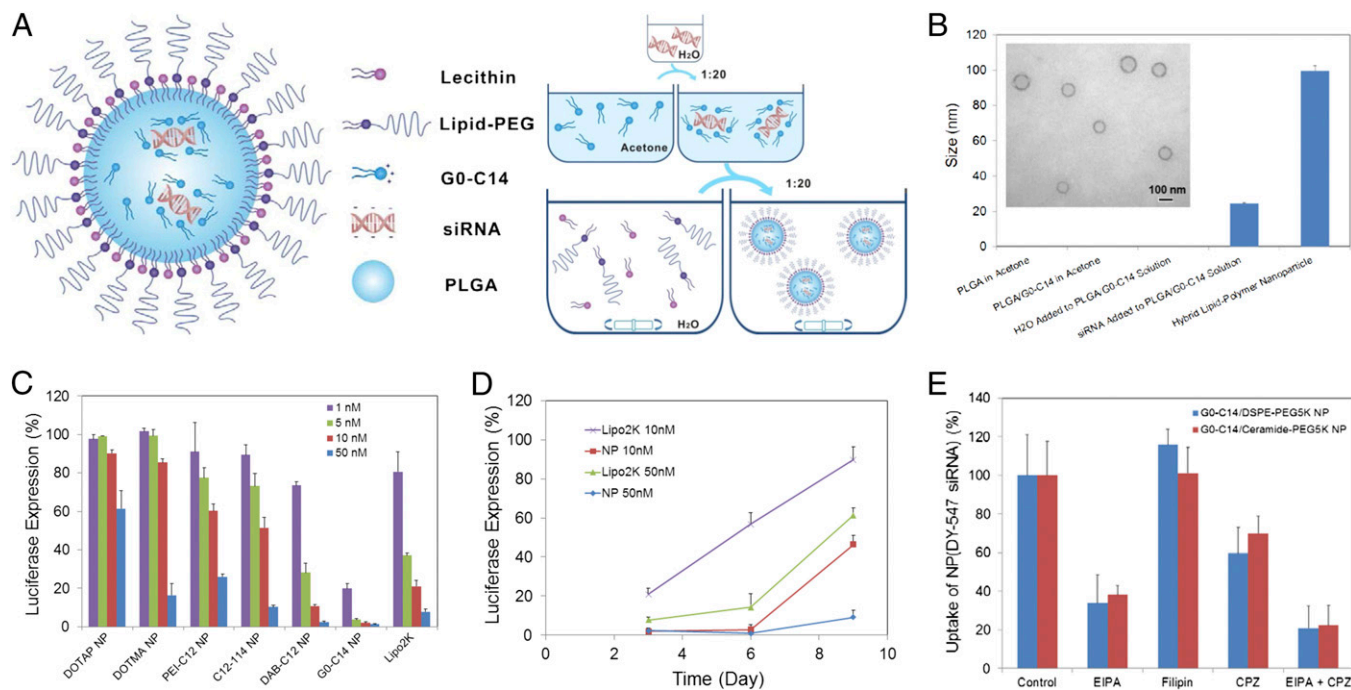 A
Lecithin
Lipid-PEG
G0-C14
siRNA
PLGA
H₂O
1:20
Acetone
1:20
H₂O
B
Size (nm)
120
100
80
60
40
20
0
100 nm
PLGA in Acetone
PLGA/G0-C14 in Acetone
H2O Added to PLGA/G0-C14 Solution
siRNA Added to PLGA/G0-C14 Solution
Hybrid Lipid-Polymer Nanoparticle
C
Luciferase Expression (%)
120
100
80
60
40
20
0
1 nM
5 nM
10 nM
50 nM
DOTAP NP
DOTMA NP
PEI-C12 NP
C12-114 NP
DAB-C12 NP
G0-C14 NP
Lipo2K
D
Luciferase Expression (%)
120
100
80
60
40
20
0
Lipo2K 10nM
NP 10nM
Lipo2K 50nM
NP 50nM
0
2
4
6
8
10
Time (Day)
E
Uptake of NP(DY-547 siRNA) (%)
140
120
100
80
60
40
20
0
G0-C14/DSPE-PEG5K NP
G0-C14/Ceramide-PEG5K NP
Control
EIPA
Filipin
CPZ
EIPA + CPZ